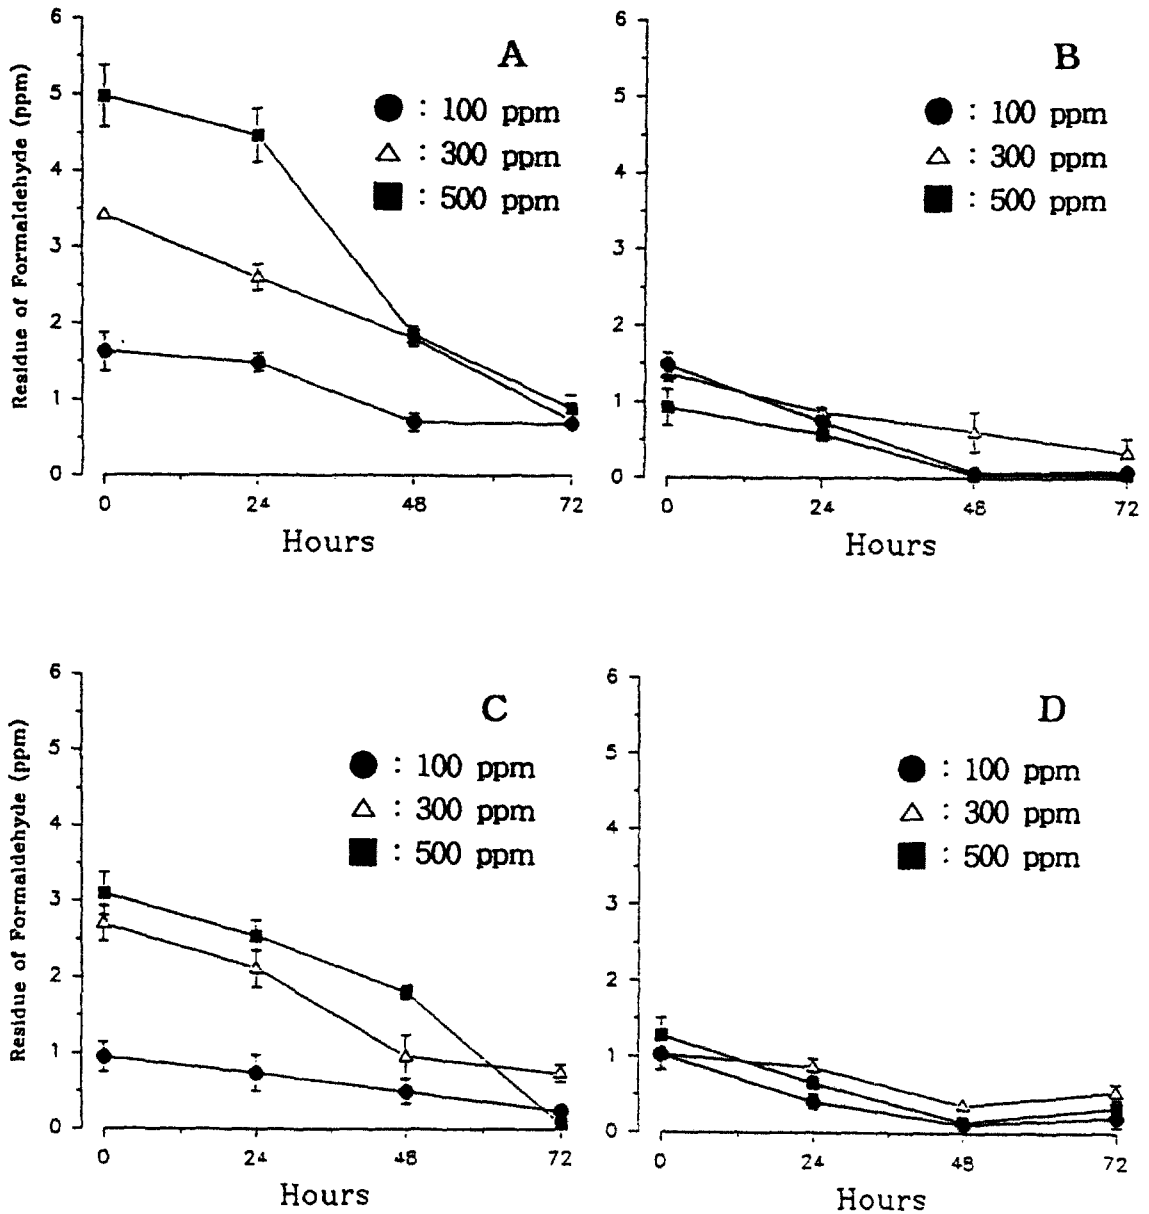 A
● : 100 ppm
△ : 300 ppm
■ : 500 ppm
Residue of Formaldehyde (ppm)
6
5
4
3
2
1
0
0 24 48 72
Hours
B
● : 100 ppm
△ : 300 ppm
■ : 500 ppm
6
5
4
3
2
1
0
0 24 48 72
Hours
C
● : 100 ppm
△ : 300 ppm
■ : 500 ppm
Residue of Formaldehyde (ppm)
6
5
4
3
2
1
0
0 24 48 72
Hours
D
● : 100 ppm
△ : 300 ppm
■ : 500 ppm
6
5
4
3
2
1
0
0 24 48 72
Hours